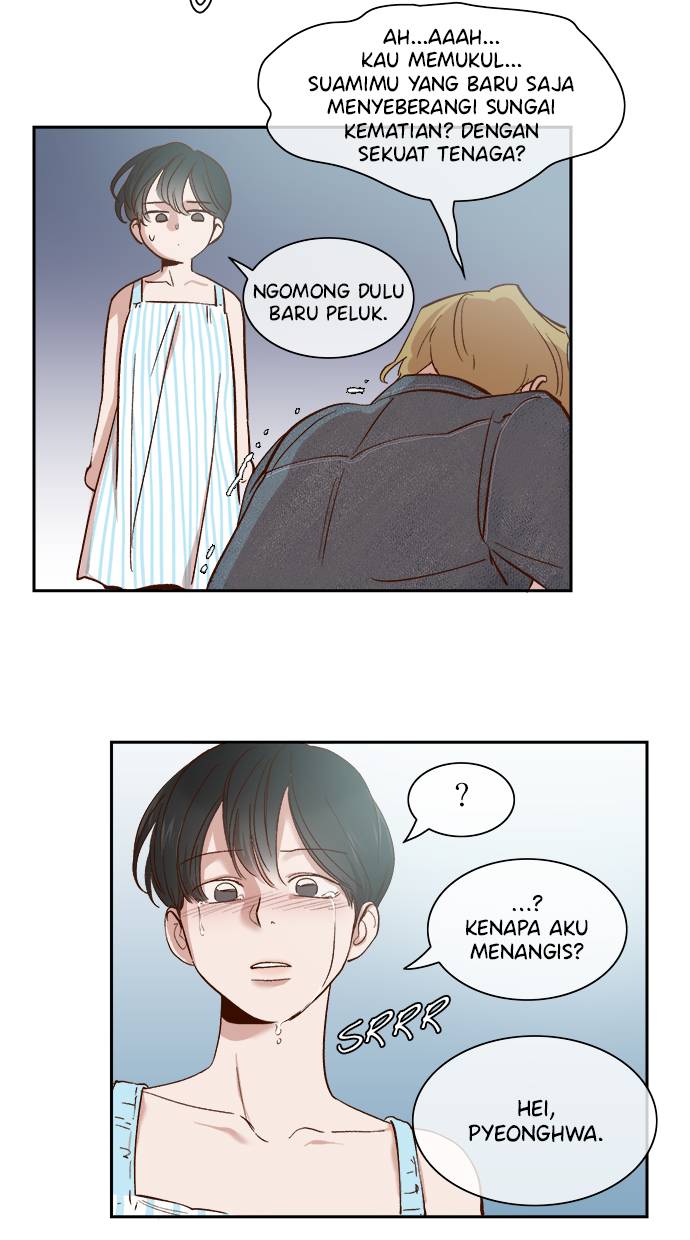 AH...AAAH...
KAU MEMUKUL...
SUAMIMU YANG BARU SAJA
MENYEBERANGI SUNGAI
KEMATIAN? DENGAN
SEKUAT TENAGA?
NGOMONG DULU
BARU PELUK.
?
...?
KENAPA AKU
MENANGIS?
SRRR
HEI,
PYEONGHWA.